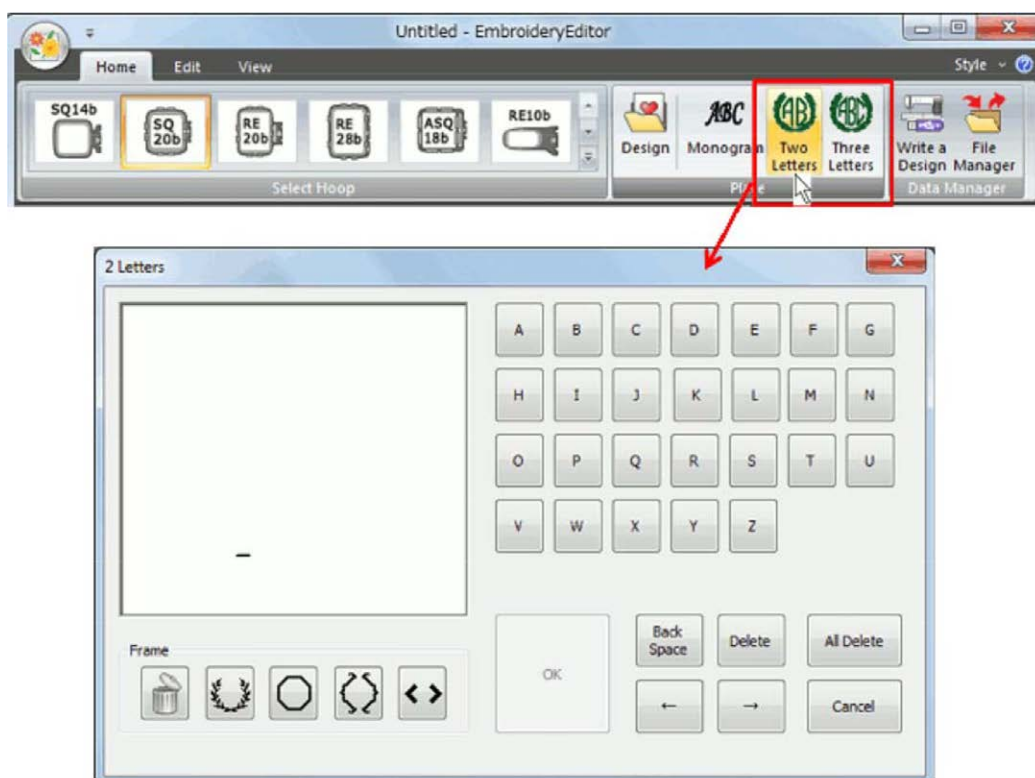 Untitled - EmbroideryEditor
Home Edit View Style
SQ14b SQ 20b RE 20b RE 28b ASQ 18b RE10b
Design Monogram Two Letters Three Letters Write a Design File Manager
ABC AB ABC
Select Hoop Data Manager
2 Letters
A B C D E F G
H I J K L M N
O P Q R S T U
V W X Y Z
Frame
OK
Back Space Delete All Delete
← → Cancel